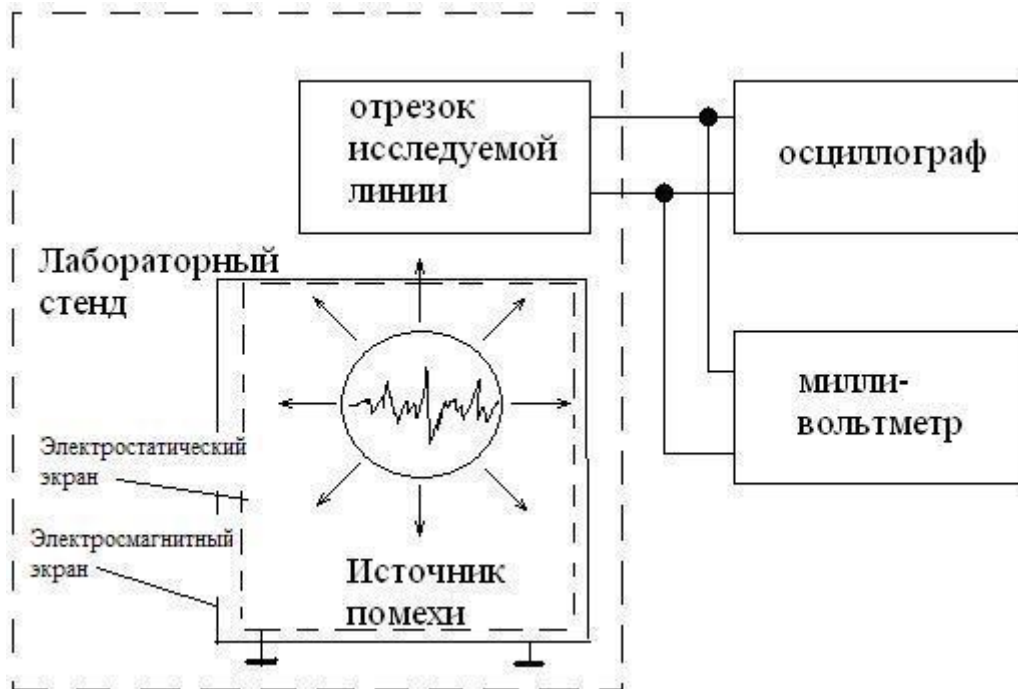 отрезок
исследуемой
линии
осциллограф
Лабораторный
стенд
милли-
вольтметр
Электростатический
экран
Электросмагнитный
экран
Источник
помехи